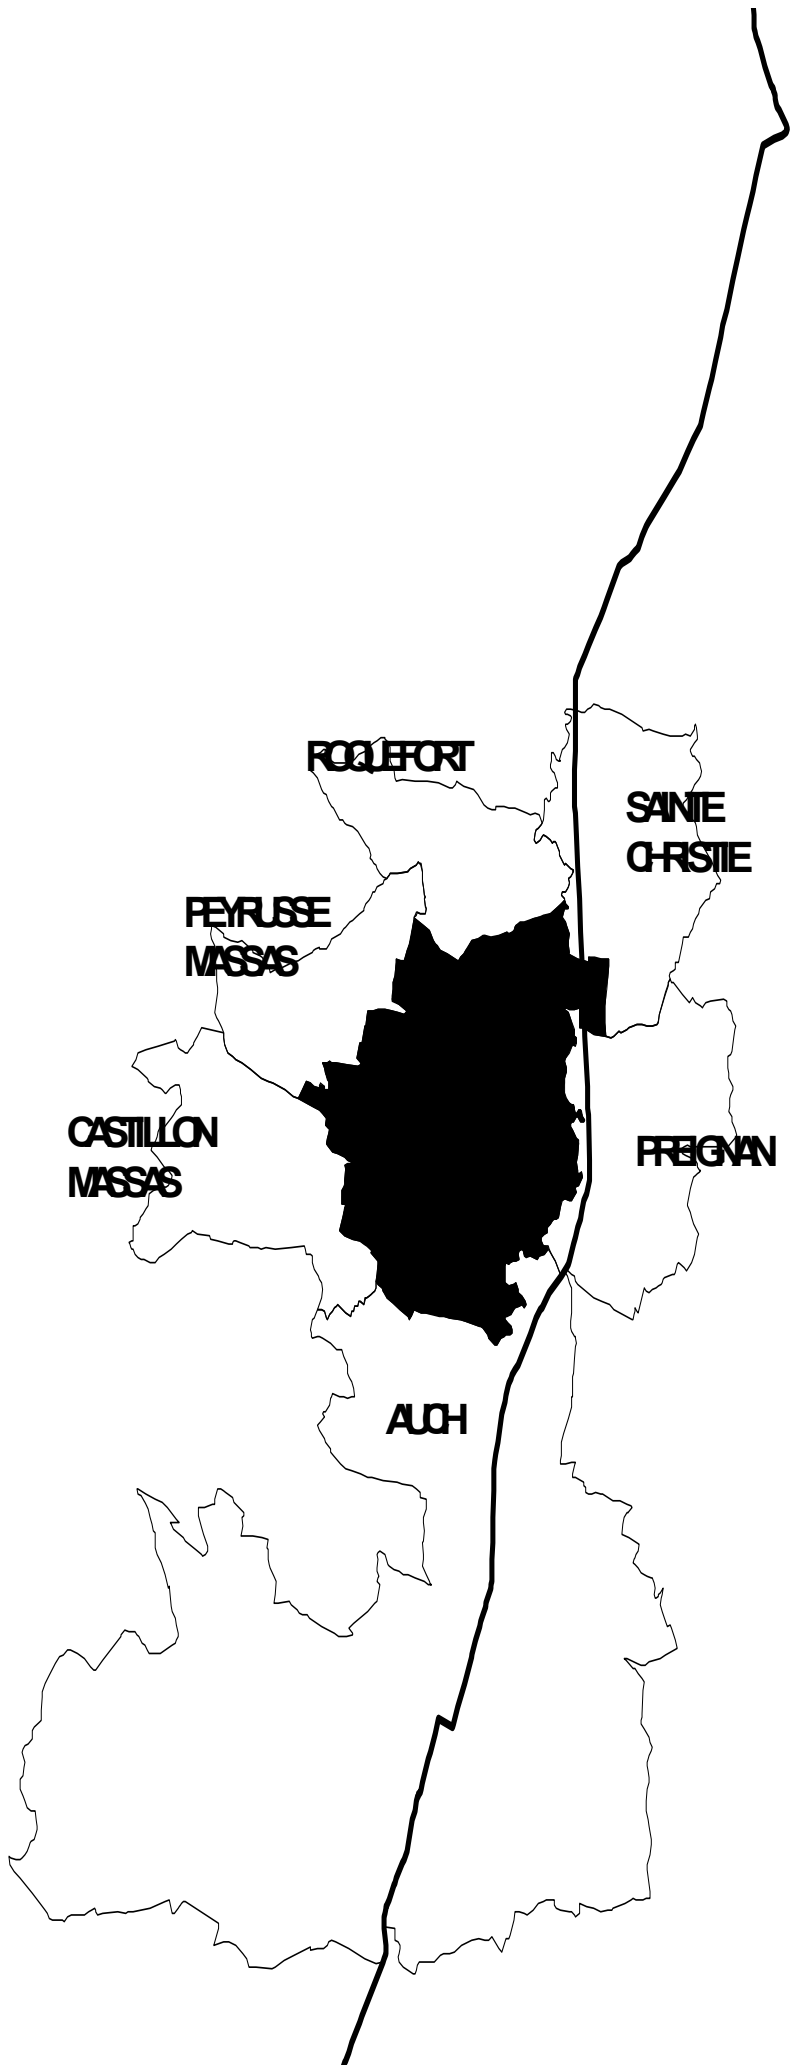 ROQUEFORT
SAINTE
CHRISTIE
PEYRUSSE
MASSAS
CASTILLON
MASSAS
PREIGNAN
AUCH